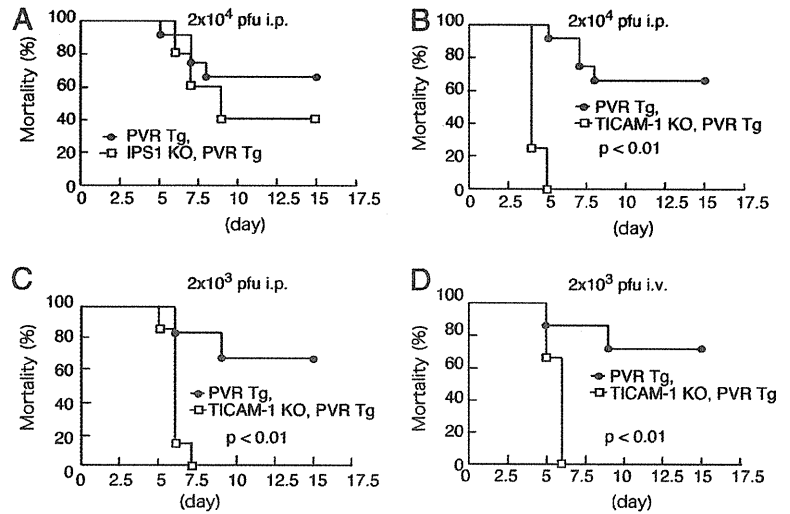 A
2x10⁴ pfu i.p.
Mortality (%)
100
80
60
40
20
0
PVR Tg,
IPS1 KO, PVR Tg
0 2.5 5 7.5 10 12.5 15 17.5
(day)
B
2x10⁴ pfu i.p.
Mortality (%)
100
80
60
40
20
0
PVR Tg,
TICAM-1 KO, PVR Tg
p < 0.01
0 2.5 5 7.5 10 12.5 15 17.5
(day)
C
2x10³ pfu i.p.
Mortality (%)
100
80
60
40
20
0
PVR Tg,
TICAM-1 KO, PVR Tg
p < 0.01
0 2.5 5 7.5 10 12.5 15 17.5
(day)
D
2x10³ pfu i.v.
Mortality (%)
100
80
60
40
20
0
PVR Tg,
TICAM-1 KO, PVR Tg
p < 0.01
0 2.5 5 7.5 10 12.5 15 17.5
(day)